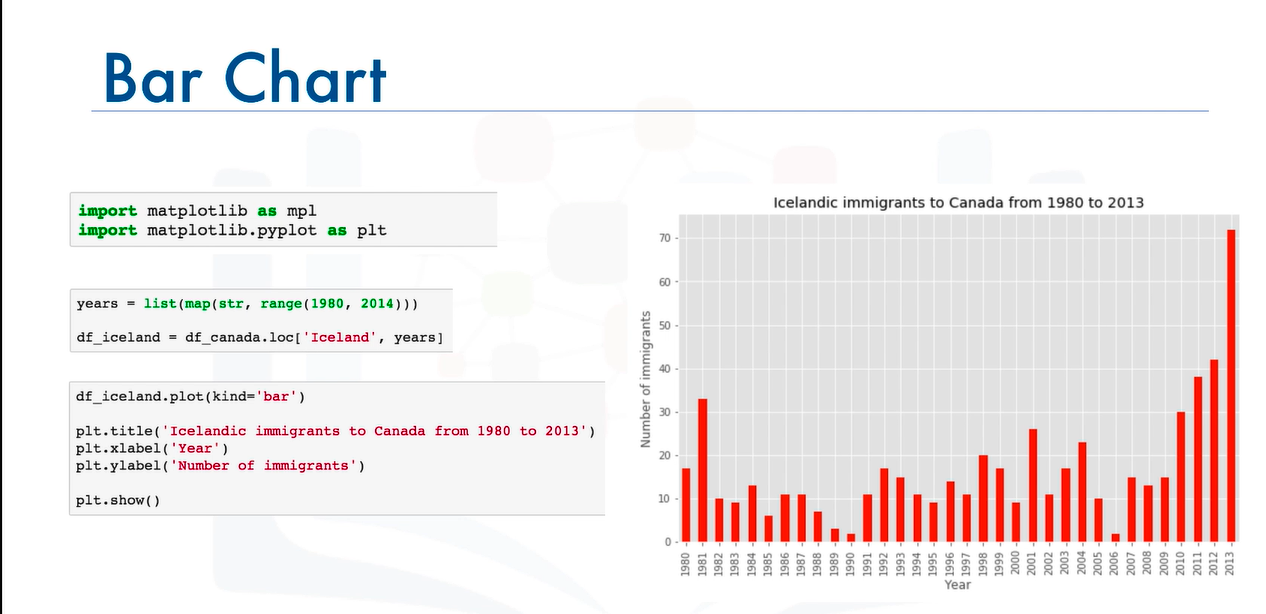 Bar Chart
import matplotlib as mpl
import matplotlib.pyplot as plt
years = list(map(str, range(1980, 2014)))
df_iceland = df_canada.loc['Iceland', years]
df_iceland.plot(kind='bar')
plt.title('Icelandic immigrants to Canada from 1980 to 2013')
plt.xlabel('Year')
plt.ylabel('Number of immigrants')
plt.show()
Icelandic immigrants to Canada from 1980 to 2013
Number of immigrants
70
60
50
40
30
20
10
0
1980 1981 1982 1983 1984 1985 1986 1987 1988 1989 1990 1991 1992 1993 1994 1995 1996 1997 1998 1999 2000 2001 2002 2003 2004 2005 2006 2007 2008 2009 2010 2011 2012 2013
Year